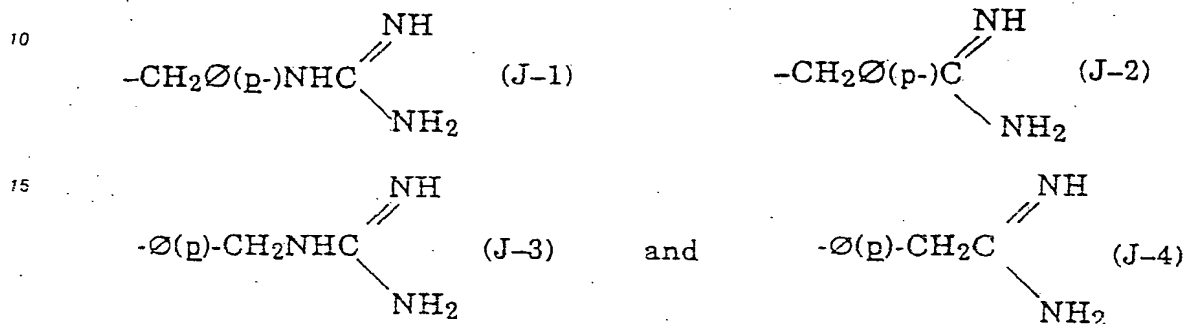 NH NH
10
-CH2Ø(p-)NHC (J-1) -CH2Ø(p-)C (J-2)
NH2 NH2
15 NH NH
-Ø(p)-CH2NHC (J-3) and -Ø(p)-CH2C (J-4)
NH2 NH2